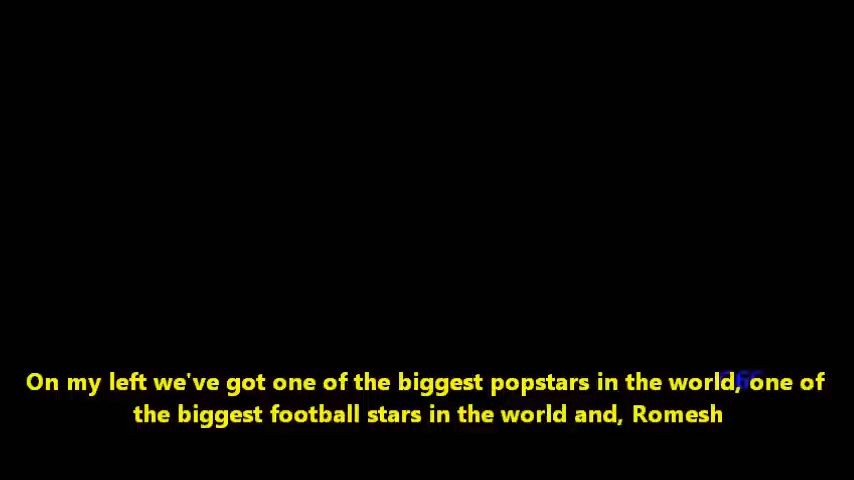 On my left we've got one of the biggest popstars in the world, one of
the biggest football stars in the world and, Romesh